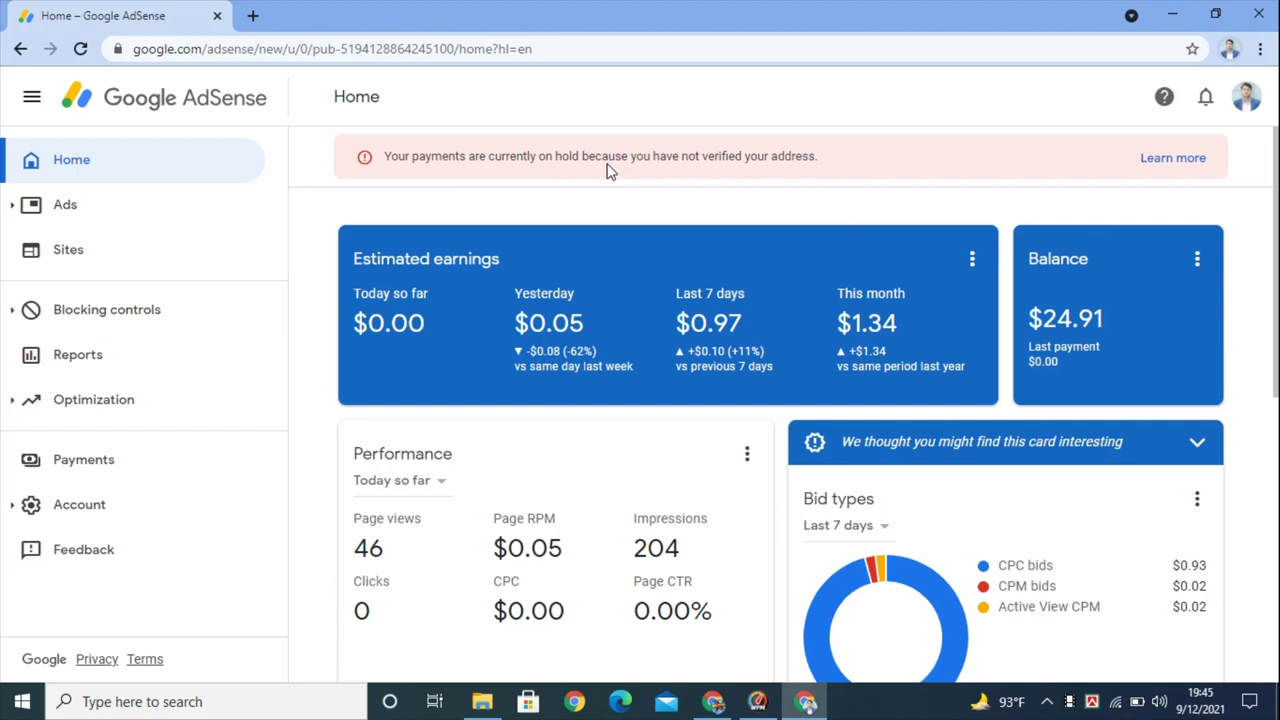 Home – Google AdSense
google.com/adsense/new/u/0/pub-5194128864245100/home?hl=en
Google AdSense
Home
Home
Ads
Sites
Blocking controls
Reports
Optimization
Payments
Account
Feedback
Google Privacy Terms
Your payments are currently on hold because you have not verified your address.
Learn more
Estimated earnings
Today so far
$0.00
Yesterday
$0.05
-$0.08 (-62%)
vs same day last week
Last 7 days
$0.97
+$0.10 (+11%)
vs previous 7 days
This month
$1.34
+$1.34
vs same period last year
Balance
$24.91
Last payment
$0.00
Performance
Today so far
Page views
46
Page RPM
$0.05
Impressions
204
Clicks
0
CPC
$0.00
Page CTR
0.00%
We thought you might find this card interesting
Bid types
Last 7 days
CPC bids $0.93
CPM bids $0.02
Active View CPM $0.02
Type here to search
93°F
19:45
9/12/2021